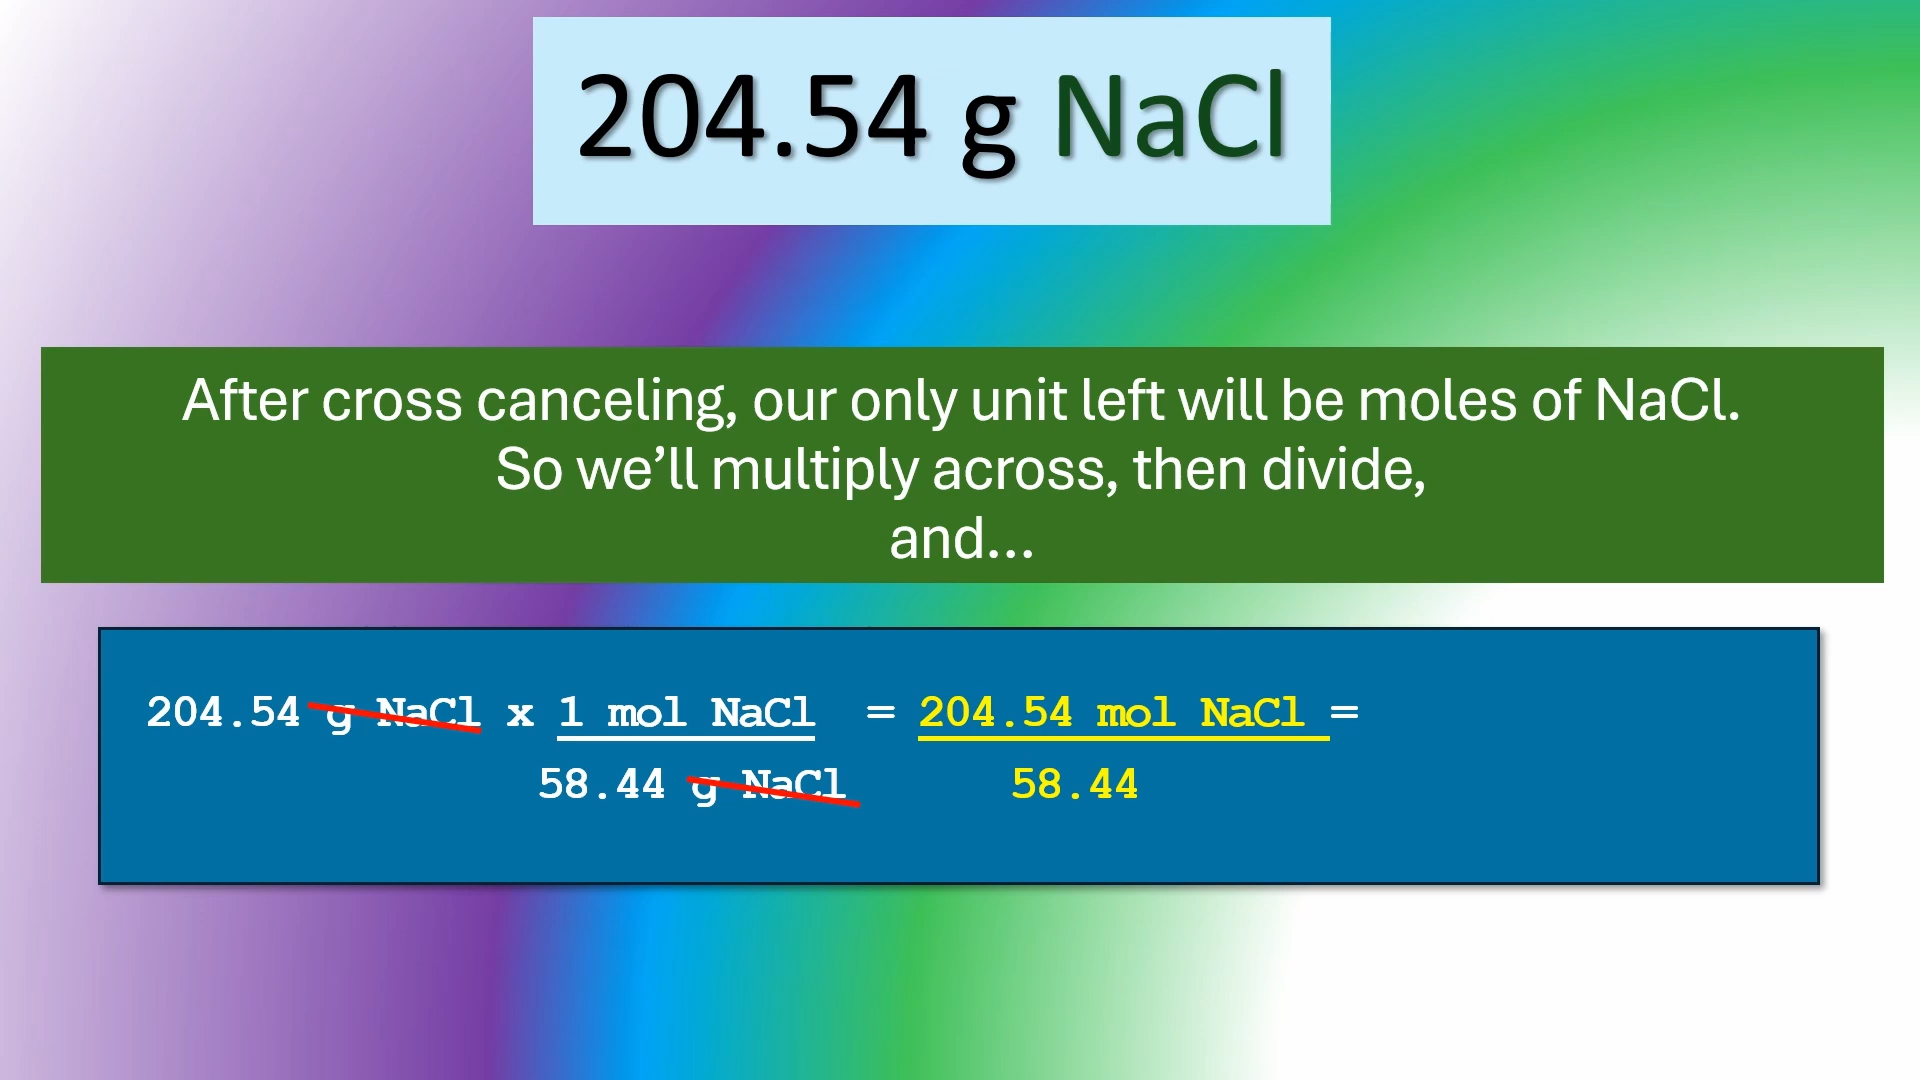 204.54 g NaCl
After cross canceling, our only unit left will be moles of NaCl.
So we’ll multiply across, then divide,
and...
204.54 g NaCl x 1 mol NaCl = 204.54 mol NaCl =
58.44 g NaCl 58.44